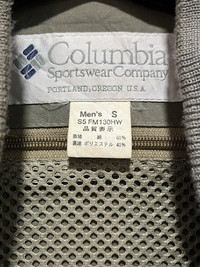 Columbia
Sportswear Company
PORTLAND, OREGON U.S.A.
Men's S
S5 FM130HW
品質表示
表地 綿 60%
裏地 ポリエステル 40%